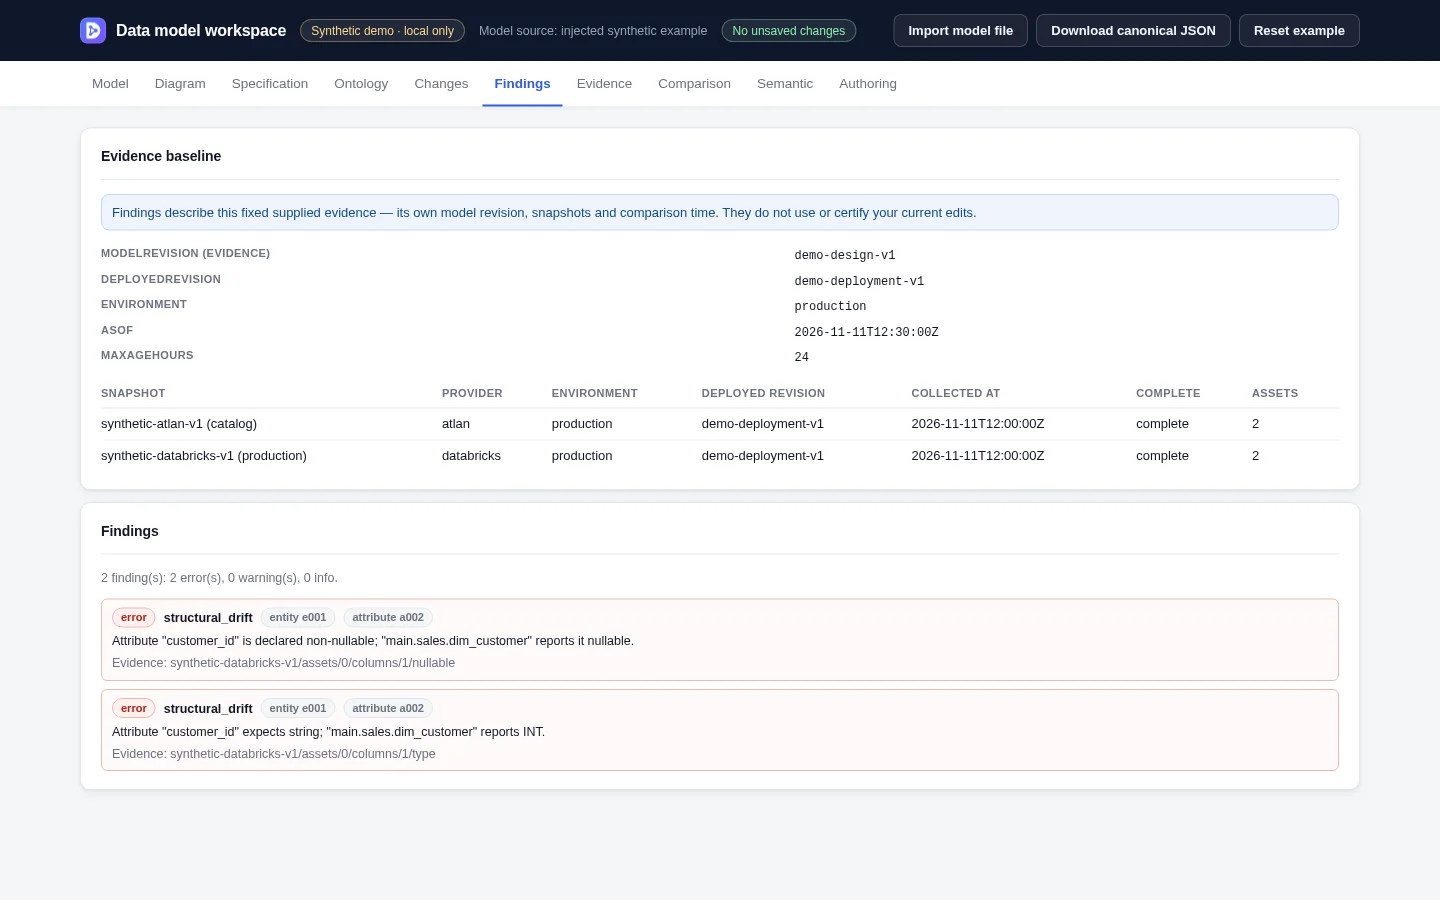 Data model workspace
Synthetic demo · local only
Model source: injected synthetic example
No unsaved changes
Import model file
Download canonical JSON
Reset example
Model Diagram Specification Ontology Changes Findings Evidence Comparison Semantic Authoring
Evidence baseline
Findings describe this fixed supplied evidence — its own model revision, snapshots and comparison time. They do not use or certify your current edits.
MODELREVISION (EVIDENCE) demo-design-v1
DEPLOYEDREVISION demo-deployment-v1
ENVIRONMENT production
ASOF 2026-11-11T12:30:00Z
MAXAGEHOURS 24
SNAPSHOT PROVIDER ENVIRONMENT DEPLOYED REVISION COLLECTED AT COMPLETE ASSETS
synthetic-atlan-v1 (catalog) atlan production demo-deployment-v1 2026-11-11T12:00:00Z complete 2
synthetic-databricks-v1 (production) databricks production demo-deployment-v1 2026-11-11T12:00:00Z complete 2
Findings
2 finding(s): 2 error(s), 0 warning(s), 0 info.
error structural_drift entity e001 attribute a002
Attribute "customer_id" is declared non-nullable; "main.sales.dim_customer" reports it nullable.
Evidence: synthetic-databricks-v1/assets/0/columns/1/nullable
error structural_drift entity e001 attribute a002
Attribute "customer_id" expects string; "main.sales.dim_customer" reports INT.
Evidence: synthetic-databricks-v1/assets/0/columns/1/type